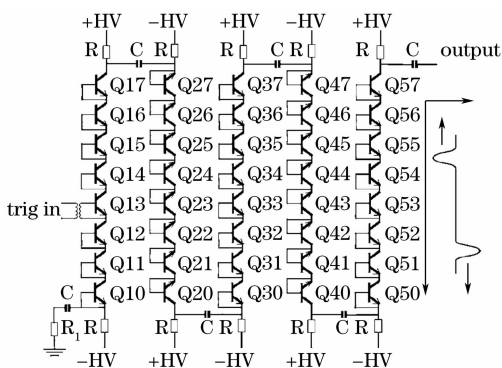 +HV −HV +HV −HV +HV
R C R R C R R C output
Q17 Q27 Q37 Q47 Q57
Q16 Q26 Q36 Q46 Q56
Q15 Q25 Q35 Q45 Q55
Q14 Q24 Q34 Q44 Q54
trig in Q13 Q23 Q33 Q43 Q53
Q12 Q22 Q32 Q42 Q52
Q11 Q21 Q31 Q41 Q51
C Q10 Q20 Q30 Q40 Q50
R1 R R C R R C R
−HV +HV −HV +HV −HV